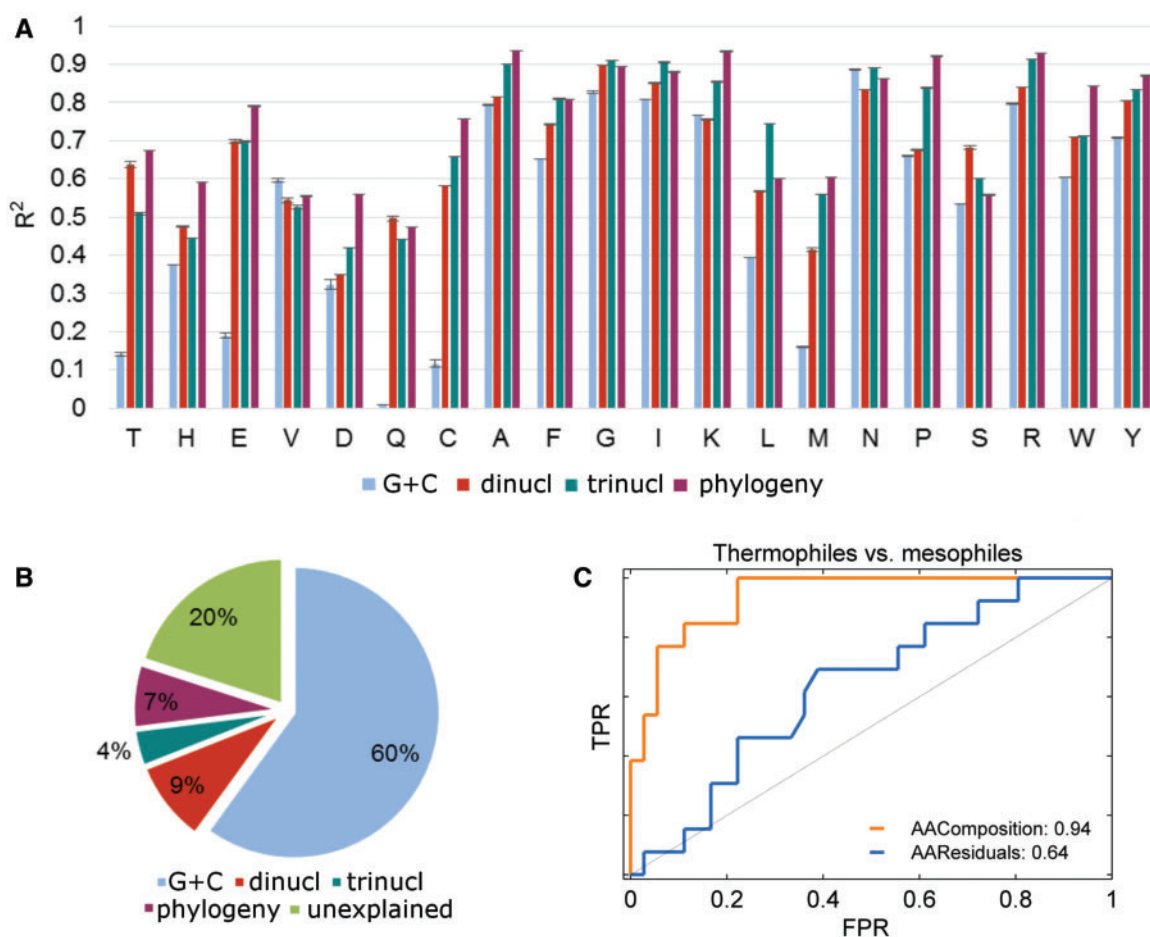 A
1
0.9
0.8
0.7
0.6
0.5
0.4
0.3
0.2
0.1
0
R²
T H E V D Q C A F G I K L M N P S R W Y
G+C dinucl trinucl phylogeny
B
20%
7%
4%
9%
60%
G+C dinucl trinucl
phylogeny unexplained
C
Thermophiles vs. mesophiles
TPR
AAComposition: 0.94
AAResiduals: 0.64
0 0.2 0.4 0.6 0.8 1
FPR